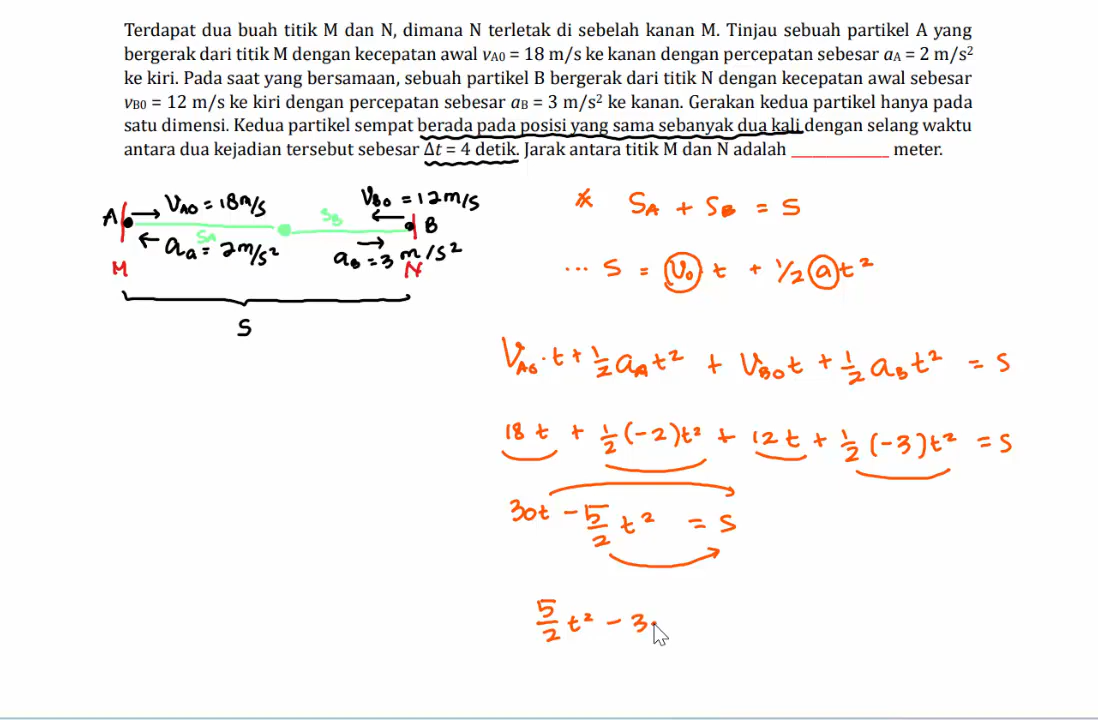 Terdapat dua buah titik M dan N, dimana N terletak di sebelah kanan M. Tinjau sebuah partikel A yang
bergerak dari titik M dengan kecepatan awal vA0 = 18 m/s ke kanan dengan percepatan sebesar aA = 2 m/s²
ke kiri. Pada saat yang bersamaan, sebuah partikel B bergerak dari titik N dengan kecepatan awal sebesar
vB0 = 12 m/s ke kiri dengan percepatan sebesar aB = 3 m/s² ke kanan. Gerakan kedua partikel hanya pada
satu dimensi. Kedua partikel sempat berada pada posisi yang sama sebanyak dua kali dengan selang waktu
antara dua kejadian tersebut sebesar Δt = 4 detik. Jarak antara titik M dan N adalah ____________ meter.
A VA0 = 18 m/s SB VB0 = 12 m/s B
SA aa = 2 m/s² aB = 3 m/s²
M N
S
* SA + SB = S
... S = V0 t + 1/2 a t²
VA0 . t + 1/2 aA t² + VB0 t + 1/2 aB t² = S
18 t + 1/2 (-2) t² + 12 t + 1/2 (-3) t² = S
30t - 5/2 t² = S
5/2 t² - 3